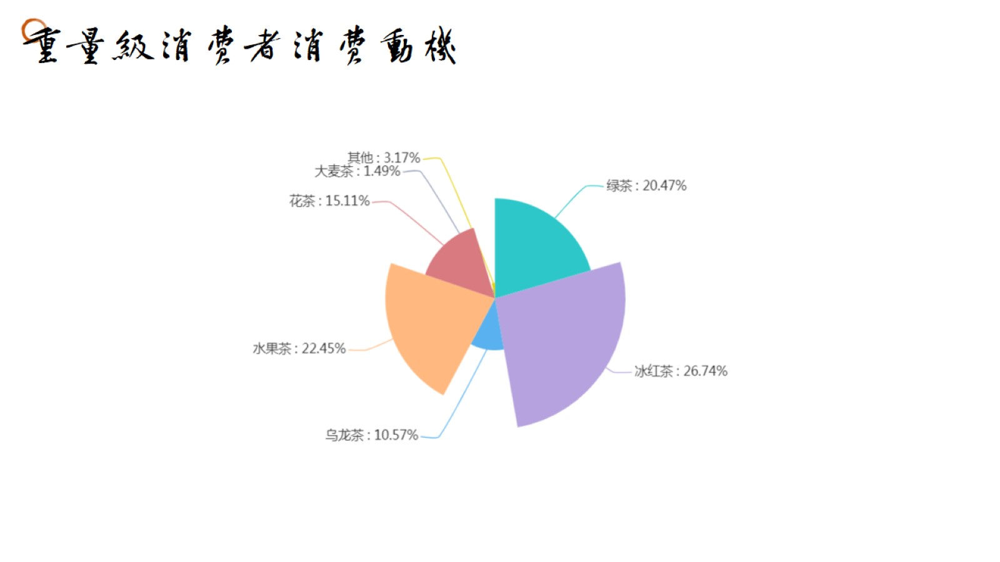 重量級消費者消費動機
其他 : 3.17%
大麦茶 : 1.49%
绿茶 : 20.47%
花茶 : 15.11%
水果茶 : 22.45%
冰红茶 : 26.74%
乌龙茶 : 10.57%